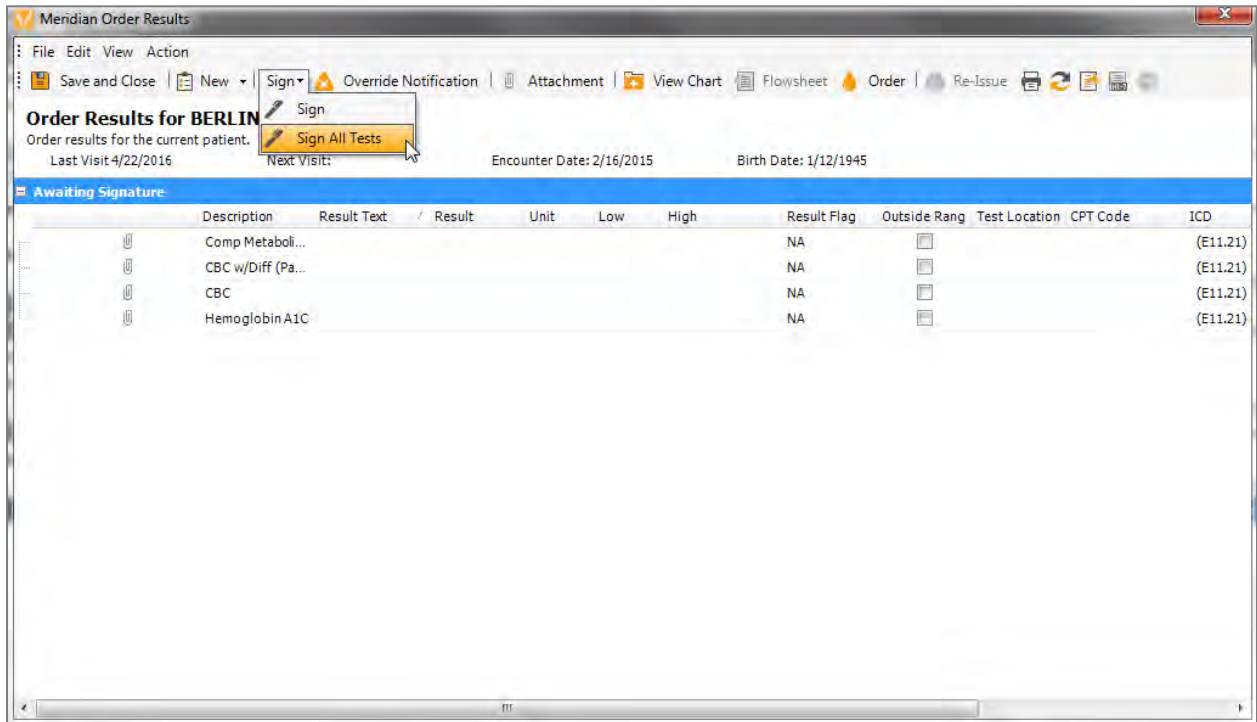 Meridian Order Results
File Edit View Action
Save and Close New Sign Override Notification Attachment View Chart Flowsheet Order Re-Issue
Sign
Sign All Tests
Order Results for BERLIN
Order results for the current patient.
Last Visit 4/22/2016 Next Visit: Encounter Date: 2/16/2015 Birth Date: 1/12/1945
Awaiting Signature
Description Result Text Result Unit Low High Result Flag Outside Rang Test Location CPT Code ICD
Comp Metaboli... NA (E11.21)
CBC w/Diff (Pa... NA (E11.21)
CBC NA (E11.21)
Hemoglobin A1C NA (E11.21)